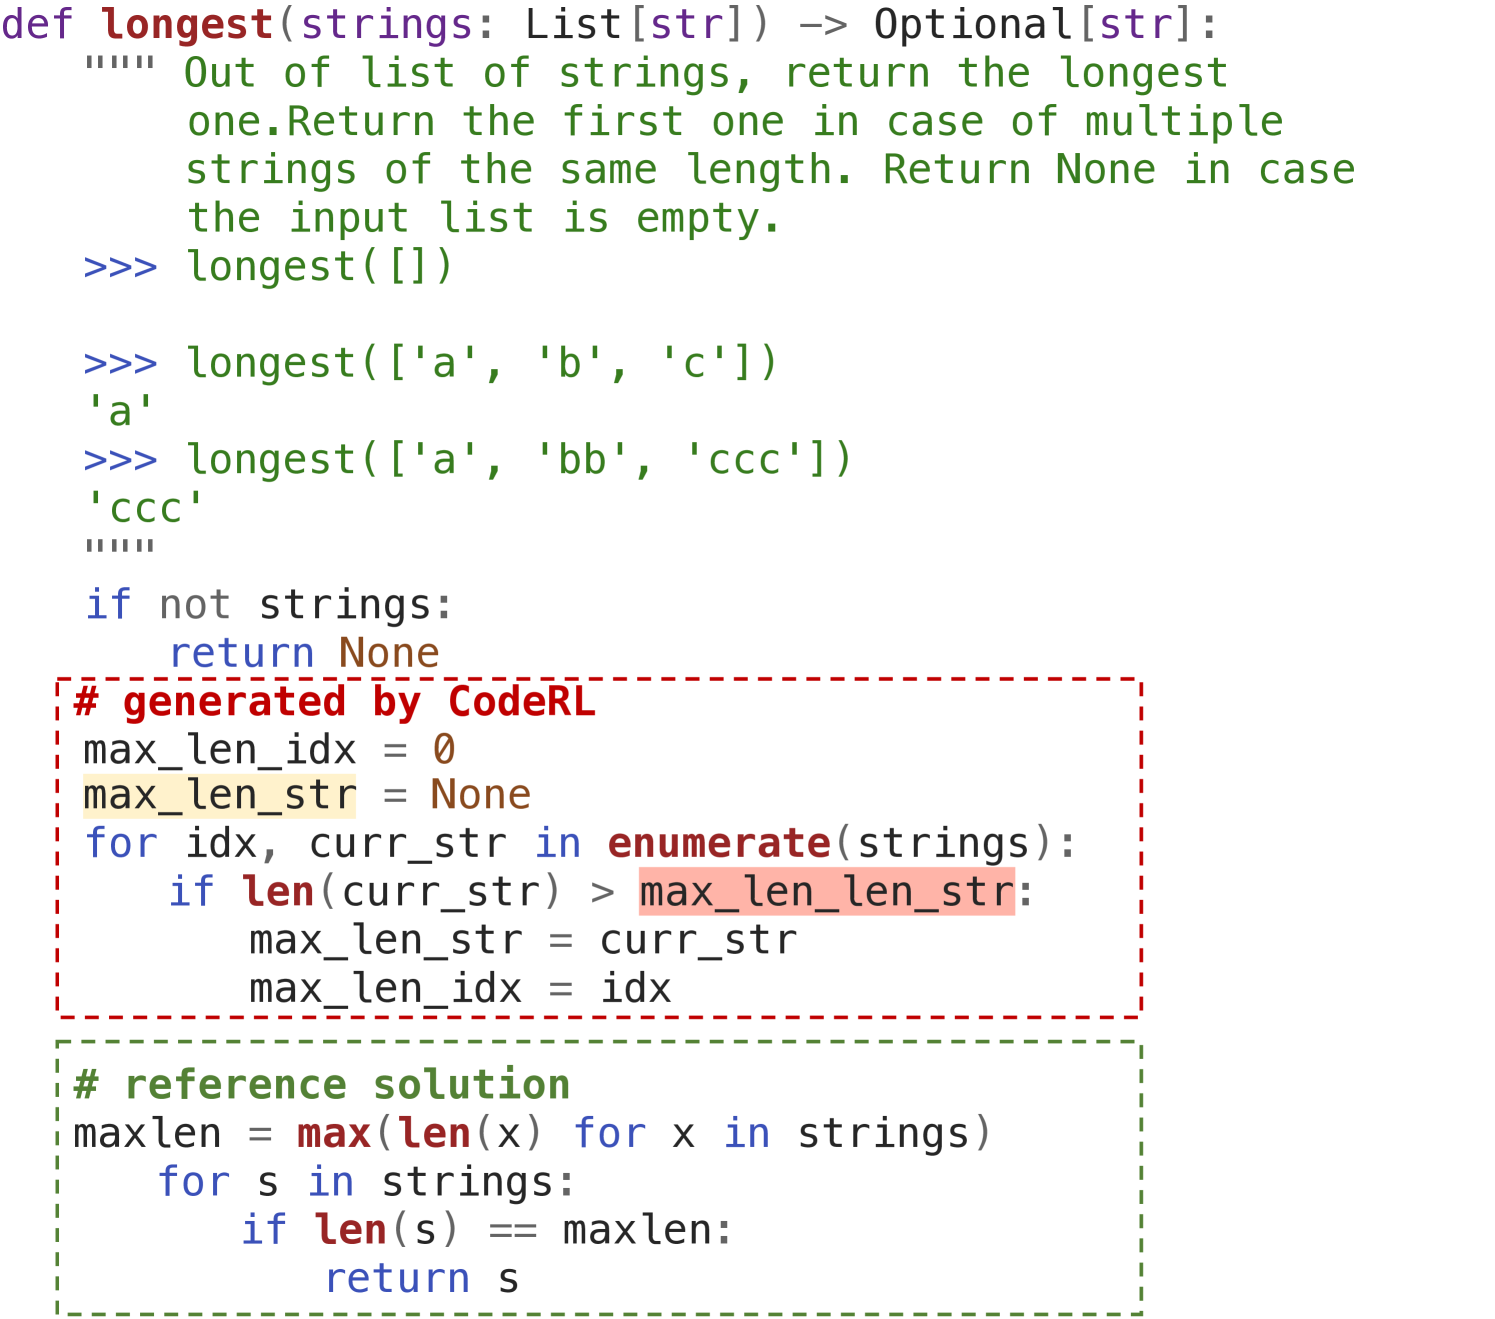 def longest(strings: List[str]) -> Optional[str]:
    """ Out of list of strings, return the longest
        one.Return the first one in case of multiple
        strings of the same length. Return None in case
        the input list is empty.
    >>> longest([])

    >>> longest(['a', 'b', 'c'])
    'a'
    >>> longest(['a', 'bb', 'ccc'])
    'ccc'
    """
    if not strings:
        return None
    # generated by CodeRL
    max_len_idx = 0
    max_len_str = None
    for idx, curr_str in enumerate(strings):
        if len(curr_str) > max_len_len_str:
            max_len_str = curr_str
            max_len_idx = idx
    # reference solution
    maxlen = max(len(x) for x in strings)
        for s in strings:
            if len(s) == maxlen:
                return s